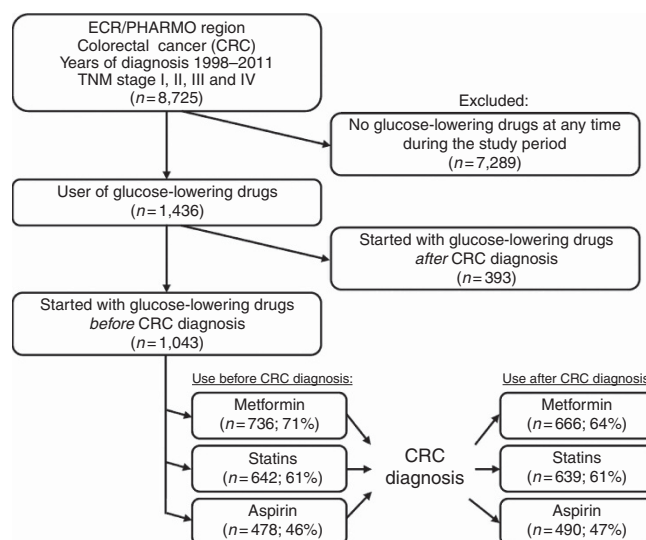 ECR/PHARMO region
Colorectal cancer (CRC)
Years of diagnosis 1998–2011
TNM stage I, II, III and IV
(n=8,725)
Excluded:
No glucose-lowering drugs at any time
during the study period
(n=7,289)
User of glucose-lowering drugs
(n=1,436)
Started with glucose-lowering drugs
after CRC diagnosis
(n=393)
Started with glucose-lowering drugs
before CRC diagnosis
(n=1,043)
Use before CRC diagnosis:
Metformin
(n=736; 71%)
Statins
(n=642; 61%)
Aspirin
(n=478; 46%)
CRC
diagnosis
Use after CRC diagnosis
Metformin
(n=666; 64%)
Statins
(n=639; 61%)
Aspirin
(n=490; 47%)